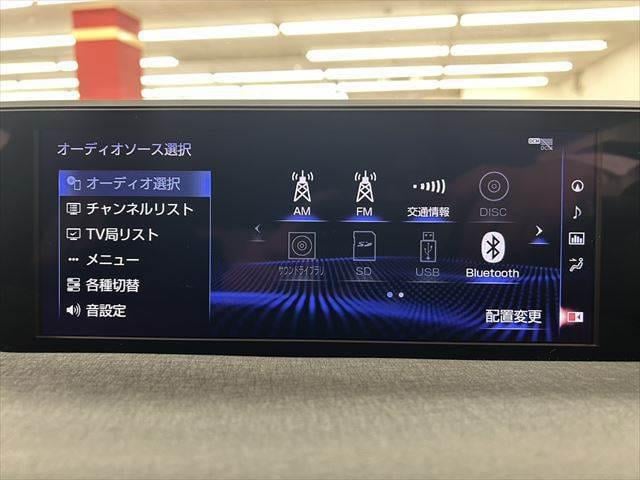 オーディオソース選択
オーディオ選択
チャンネルリスト
TV局リスト
メニュー
各種切替
音設定
AM
FM
交通情報
DISC
サウンドライブラリ
SD
USB
Bluetooth
配置変更
DCM